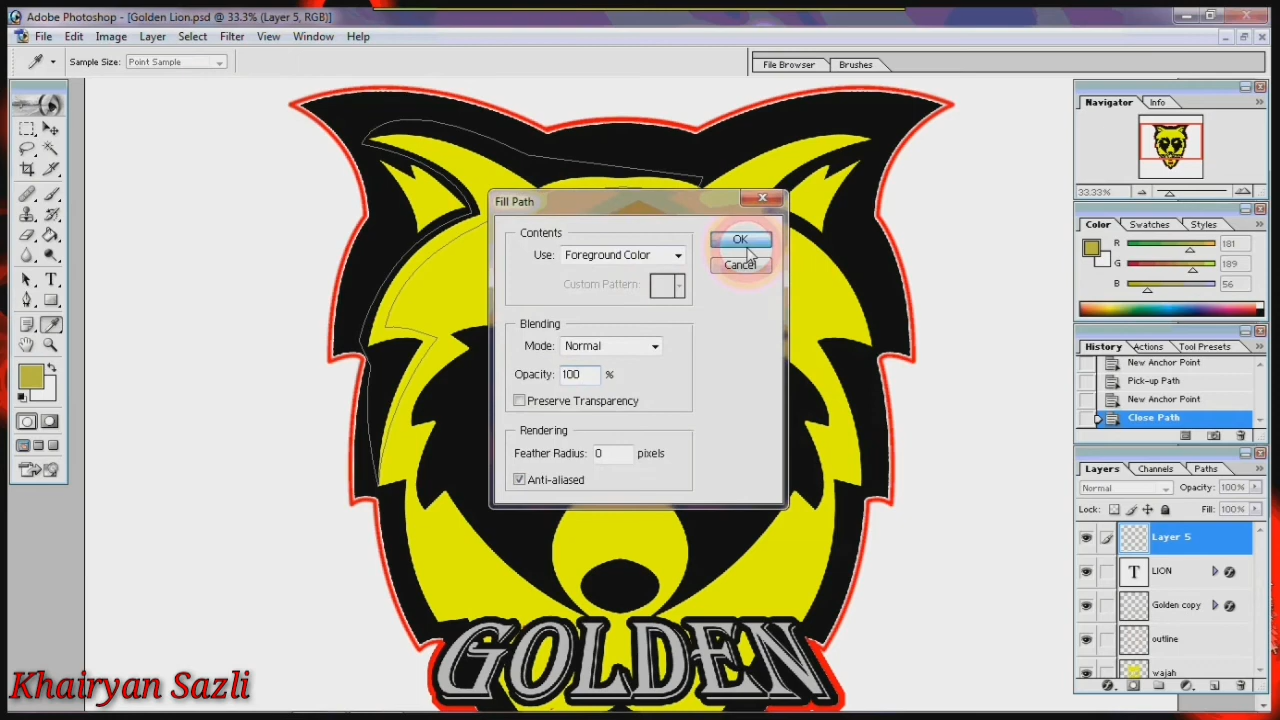 Adobe Photoshop - [Golden Lion.psd @ 33.3% (Layer 5, RGB)]
File Edit Image Layer Select Filter View Window Help
Sample Size: Point Sample
File Browser Brushes
Navigator Info
33.33%
Color Swatches Styles
R 181
G 189
B 56
History Actions Tool Presets
New Anchor Point
Pick-up Path
New Anchor Point
Close Path
Layers Channels Paths
Normal Opacity: 100%
Lock: Fill: 100%
Layer 5
T LION
Golden copy
outline
wajah
Fill Path
Contents
Use: Foreground Color
Custom Pattern:
OK
Cancel
Blending
Mode: Normal
Opacity: 100 %
Preserve Transparency
Rendering
Feather Radius: 0 pixels
Anti-aliased
GOLDEN
Khairyan Sazli